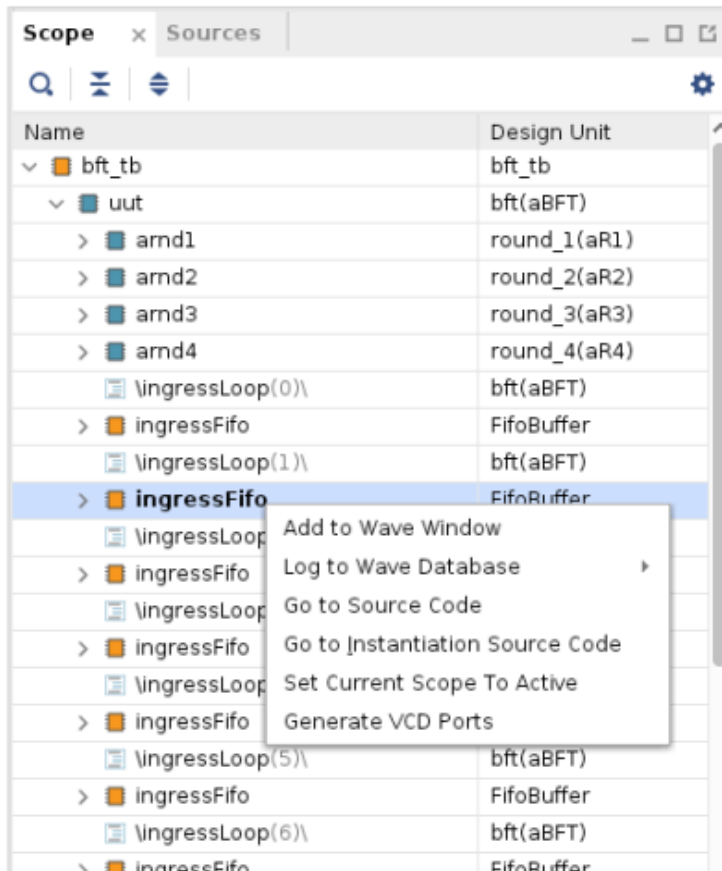 Scope × Sources
Name Design Unit
bft_tb bft_tb
uut bft(aBFT)
arnd1 round_1(aR1)
arnd2 round_2(aR2)
arnd3 round_3(aR3)
arnd4 round_4(aR4)
\ingressLoop(0)\ bft(aBFT)
ingressFifo FifoBuffer
\ingressLoop(1)\ bft(aBFT)
ingressFifo FifoBuffer
\ingressLoop
ingressFifo
\ingressLoop
ingressFifo
\ingressLoop
ingressFifo
Add to Wave Window
Log to Wave Database
Go to Source Code
Go to Instantiation Source Code
Set Current Scope To Active
Generate VCD Ports
\ingressLoop(5)\ bft(aBFT)
ingressFifo FifoBuffer
\ingressLoop(6)\ bft(aBFT)
ingressFifo FifoBuffer